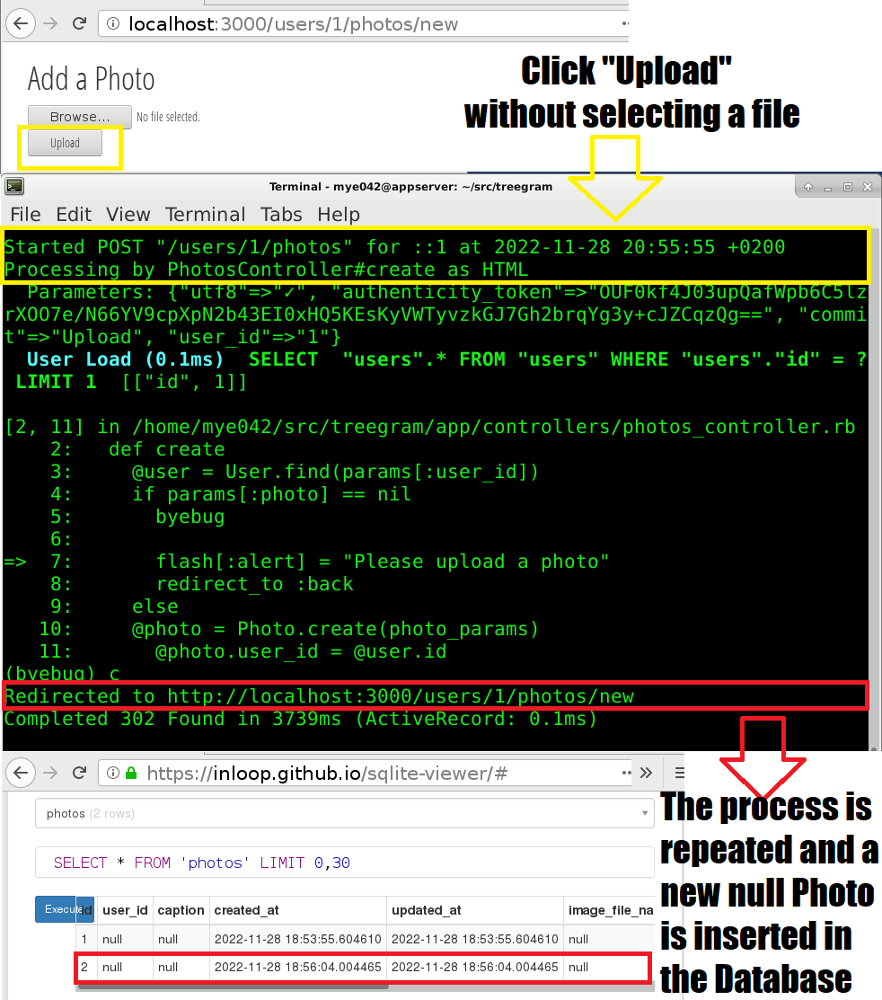 localhost:3000/users/1/photos/new
Add a Photo
Click "Upload"
without selecting a file
Browse... No file selected.
Upload
Terminal - mye042@appserver: ~/src/treegram
File Edit View Terminal Tabs Help
Started POST "/users/1/photos" for ::1 at 2022-11-28 20:55:55 +0200
Processing by PhotosController#create as HTML
Parameters: {"utf8"=>"✓", "authenticity_token"=>"OUF0kf4J03upQafWpb6C5lz
rXOO7e/N66YV9cpXpN2b43EI0xHQ5KEsKyVWTyvzkGJ7Gh2brqYg3y+cJZCqzQg==", "commi
t"=>"Upload", "user_id"=>"1"}
User Load (0.1ms) SELECT "users".* FROM "users" WHERE "users"."id" = ?
LIMIT 1 [["id", 1]]
[2, 11] in /home/mye042/src/treegram/app/controllers/photos_controller.rb
2: def create
3: @user = User.find(params[:user_id])
4: if params[:photo] == nil
5: byebug
6:
=> 7: flash[:alert] = "Please upload a photo"
8: redirect_to :back
9: else
10: @photo = Photo.create(photo_params)
11: @photo.user_id = @user.id
(byebug) c
Redirected to http://localhost:3000/users/1/photos/new
Completed 302 Found in 3739ms (ActiveRecord: 0.1ms)
https://inloop.github.io/sqlite-viewer/#
photos (2 rows)
SELECT * FROM 'photos' LIMIT 0,30
Execute
id user_id caption created_at updated_at image_file_na
1 null null 2022-11-28 18:53:55.604610 2022-11-28 18:53:55.604610 null
2 null null 2022-11-28 18:56:04.004465 2022-11-28 18:56:04.004465 null
The process is
repeated and a
new null Photo
is inserted in
the Database